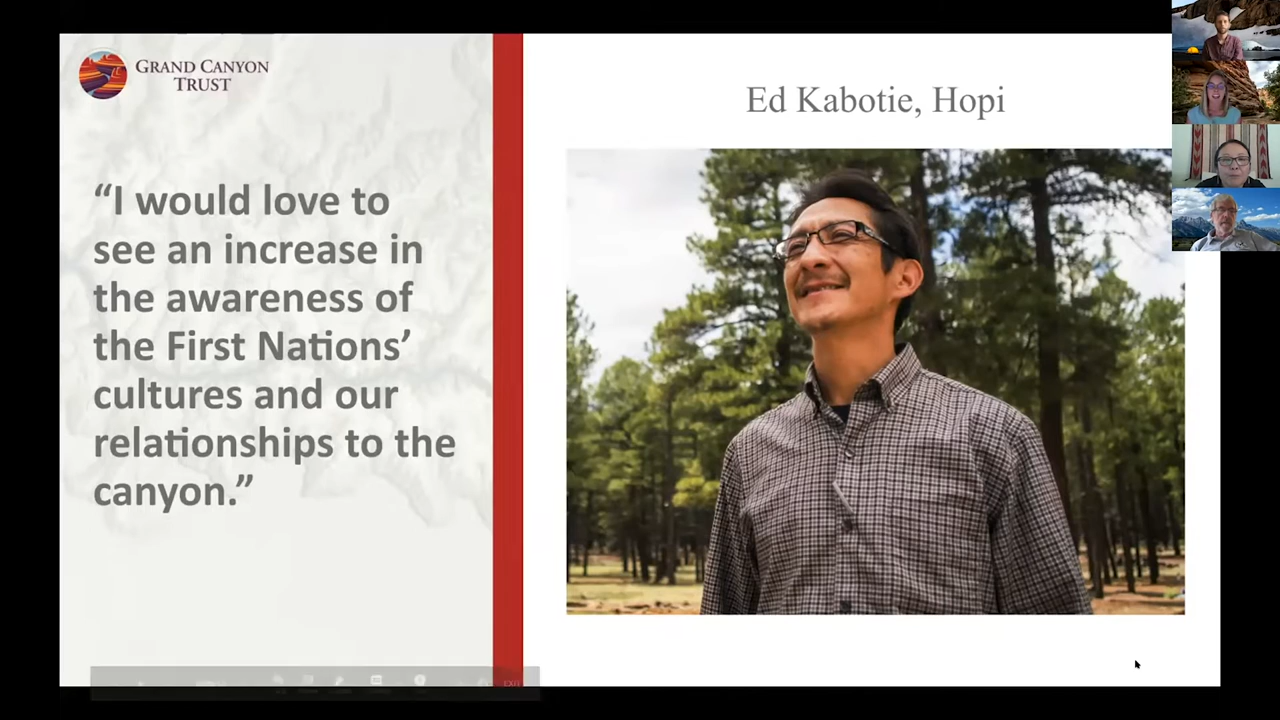 GRAND CANYON
TRUST
“I would love to
see an increase in
the awareness of
the First Nations’
cultures and our
relationships to the
canyon.”
Ed Kabotie, Hopi
EXIT